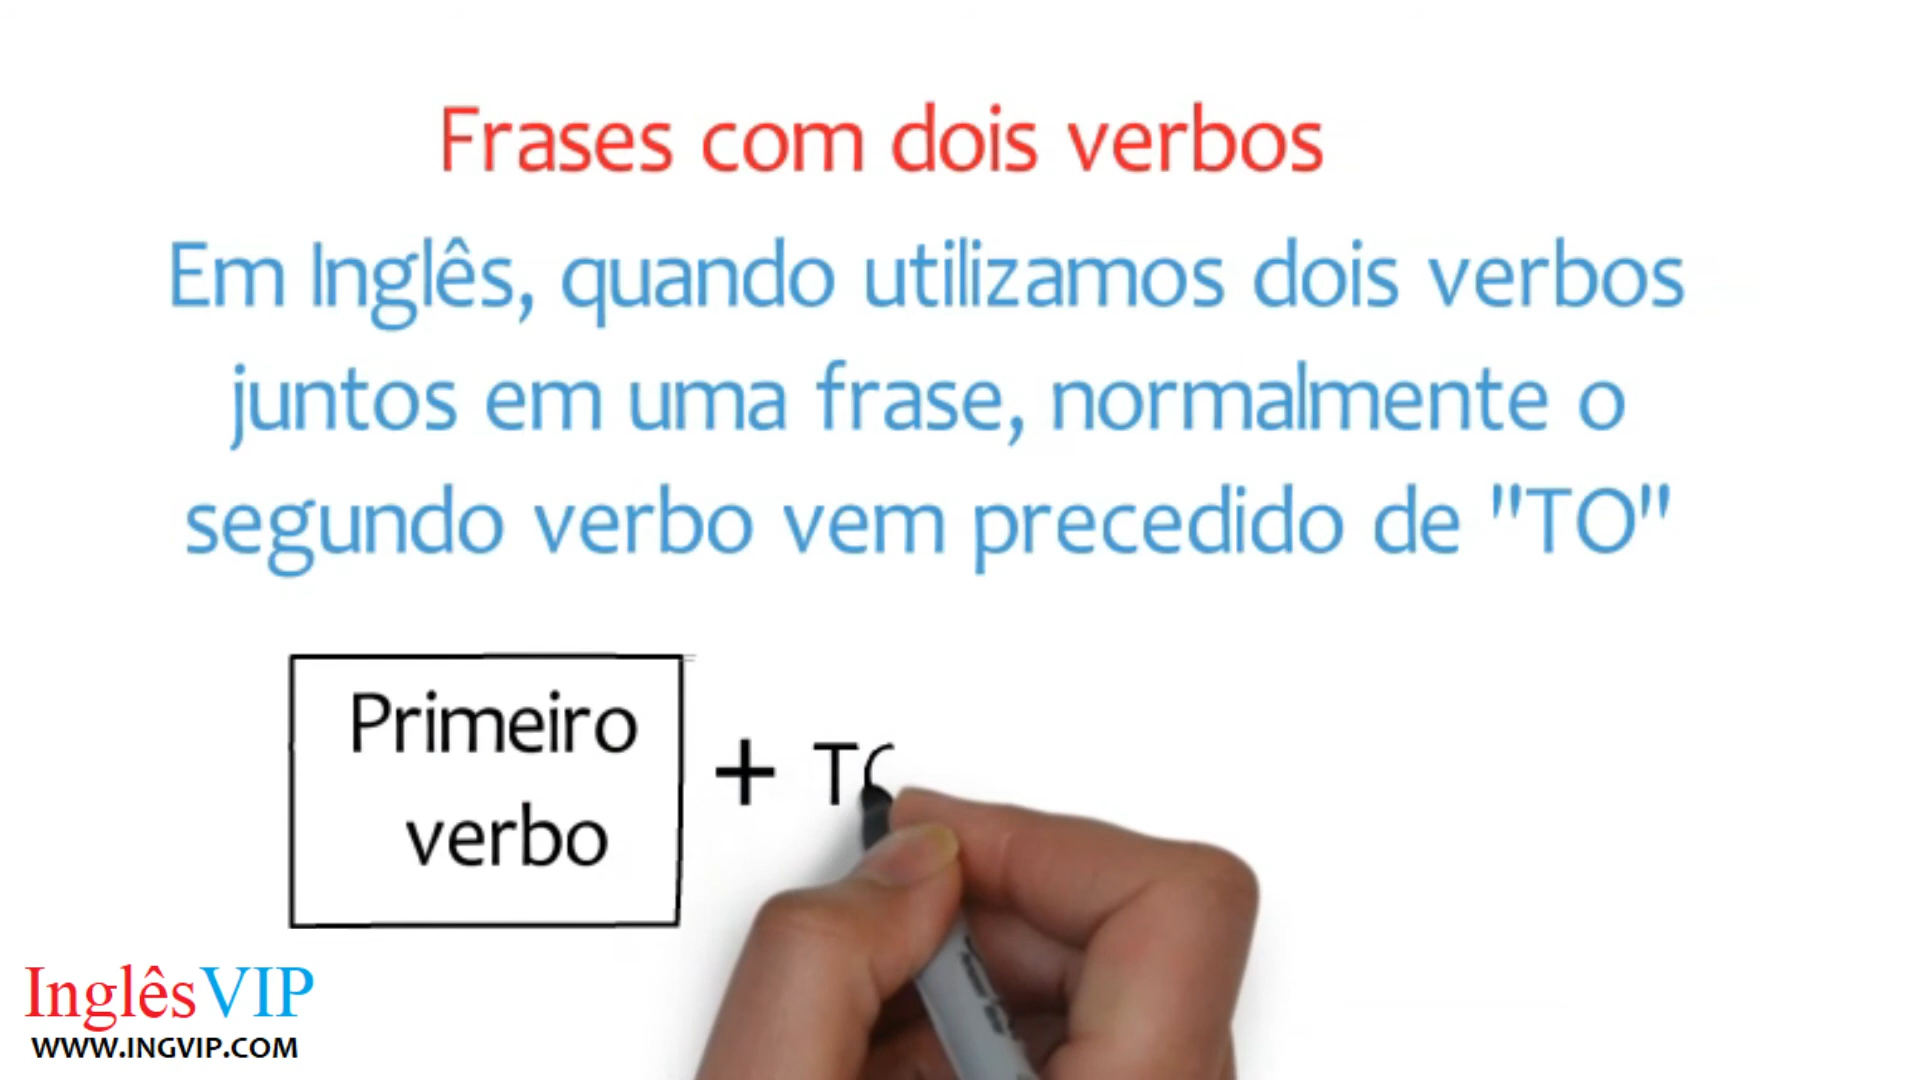 Frases com dois verbos
Em Inglês, quando utilizamos dois verbos
juntos em uma frase, normalmente o
segundo verbo vem precedido de "TO"
Primeiro
verbo
+ TO
InglêsVIP
WWW.INGVIP.COM